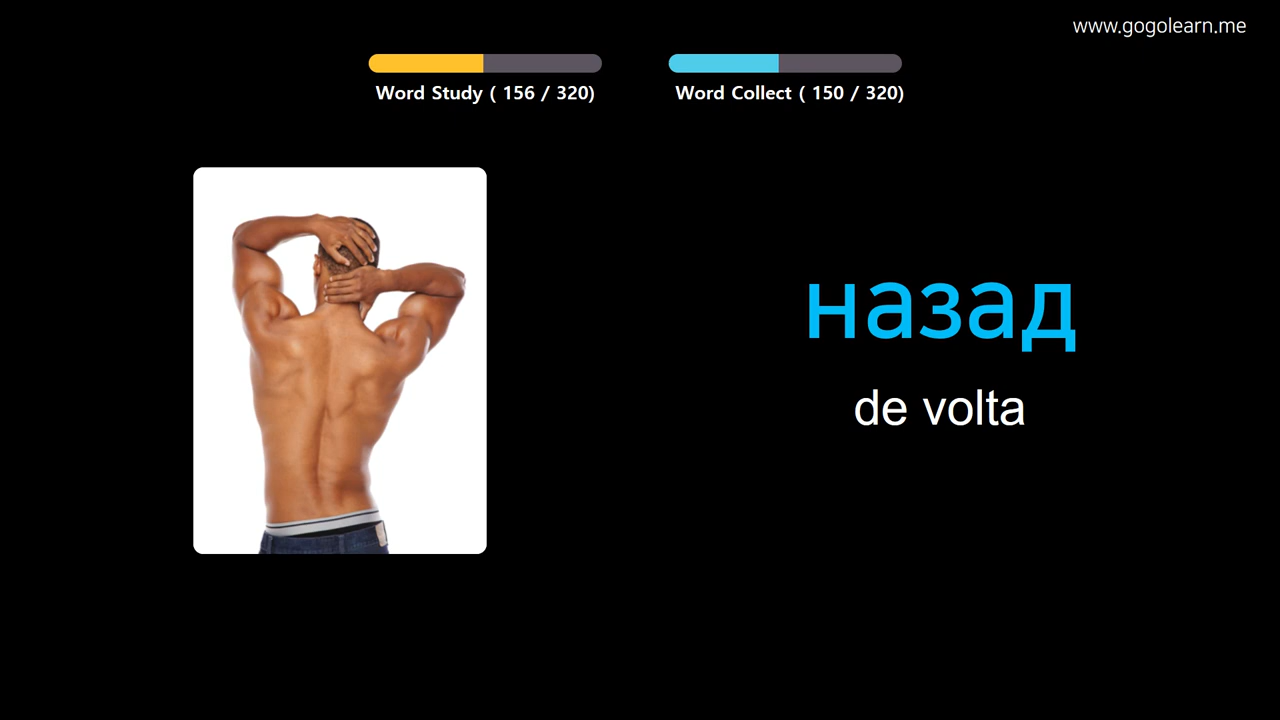 www.gogolearn.me
Word Study ( 156 / 320)
Word Collect ( 150 / 320)
назад
de volta